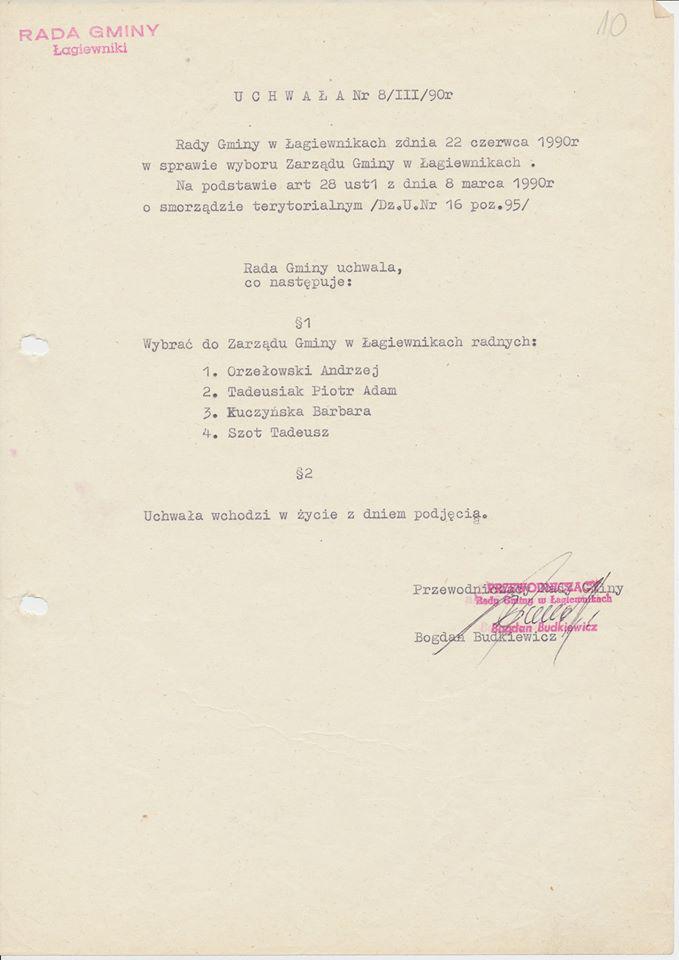 10
RADA GMINY
Łagiewniki
U C H W A Ł A Nr 8/III/90r
Rady Gminy w Łagiewnikach zdnia 22 czerwca 1990r
w sprawie wyboru Zarządu Gminy w Łagiewnikach .
Na podstawie art 28 ust1 z dnia 8 marca 1990r
o smorządzie terytorialnym /Dz.U.Nr 16 poz.95/
Rada Gminy uchwala,
co następuje:
§1
Wybrać do Zarządu Gminy w Łagiewnikach radnych:
1. Orzełowski Andrzej
2. Tadeusiak Piotr Adam
3. Kuczyńska Barbara
4. Szot Tadeusz
§2
Uchwała wchodzi w życie z dniem podjęcia.
Przewodniczący Rady Gminy
PRZEWODNICZĄCY
Rady Gminy w Łagiewnikach
Bogdan Budkiewicz
Bogdan Budkiewicz